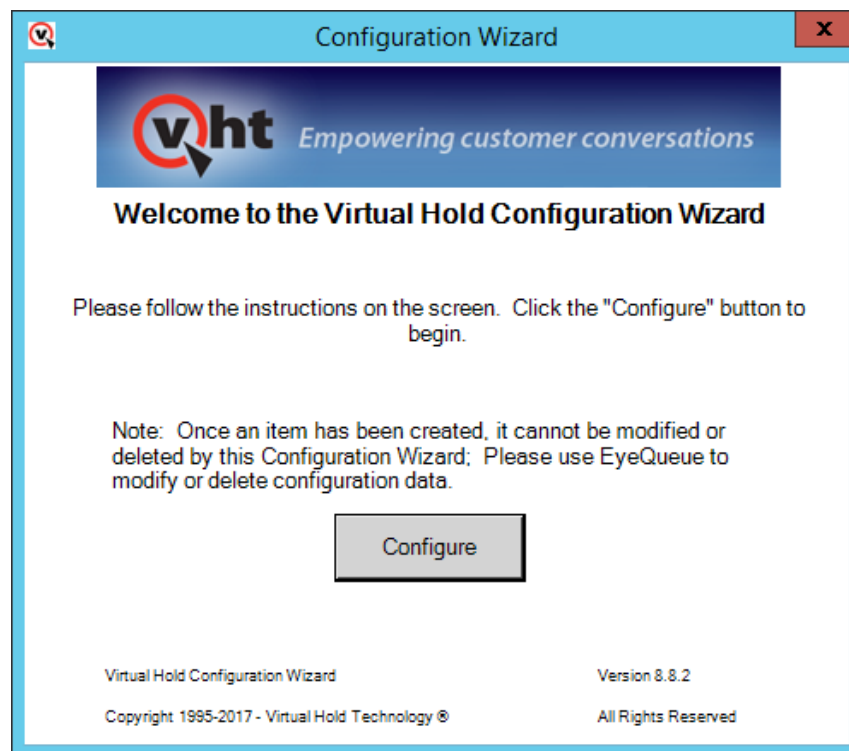 Configuration Wizard
x
vht Empowering customer conversations
Welcome to the Virtual Hold Configuration Wizard
Please follow the instructions on the screen. Click the "Configure" button to
begin.
Note: Once an item has been created, it cannot be modified or
deleted by this Configuration Wizard; Please use EyeQueue to
modify or delete configuration data.
Configure
Virtual Hold Configuration Wizard Version 8.8.2
Copyright 1995-2017 - Virtual Hold Technology ® All Rights Reserved